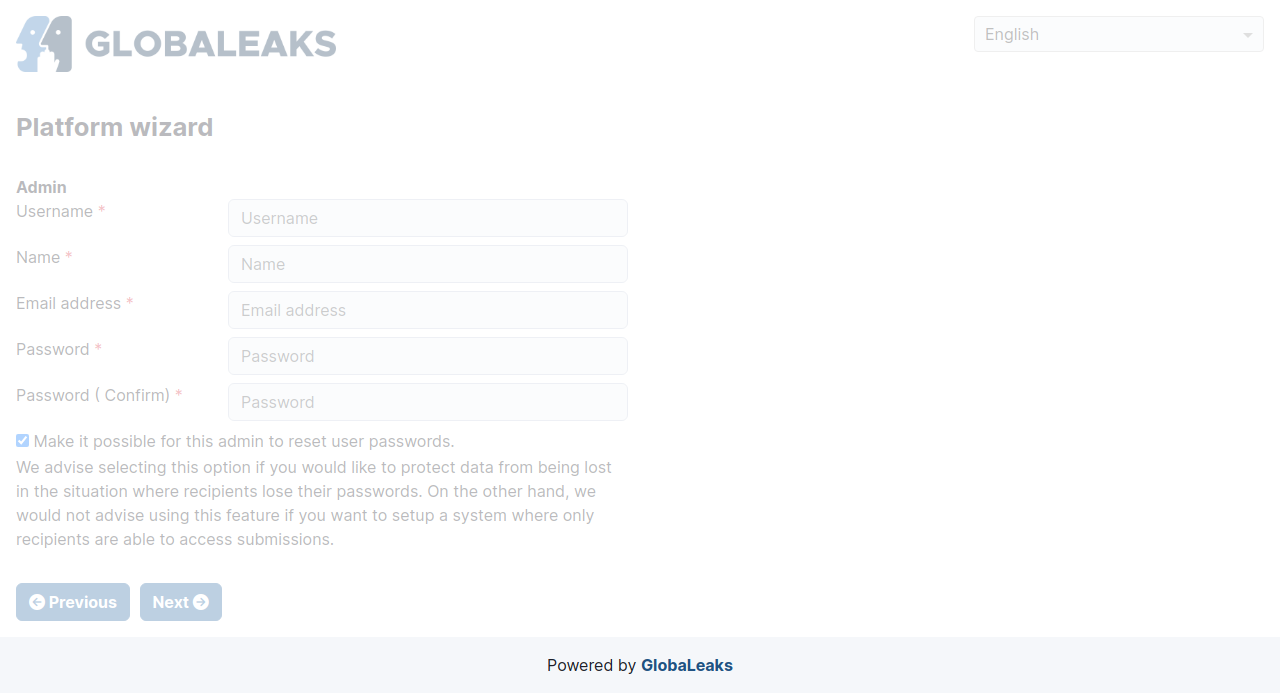 GLOBALEAKS
English
Platform wizard
Admin
Username *
Username
Name *
Name
Email address *
Email address
Password *
Password
Password ( Confirm) *
Password
Make it possible for this admin to reset user passwords.
We advise selecting this option if you would like to protect data from being lost
in the situation where recipients lose their passwords. On the other hand, we
would not advise using this feature if you want to setup a system where only
recipients are able to access submissions.
Previous
Next
Powered by GlobaLeaks